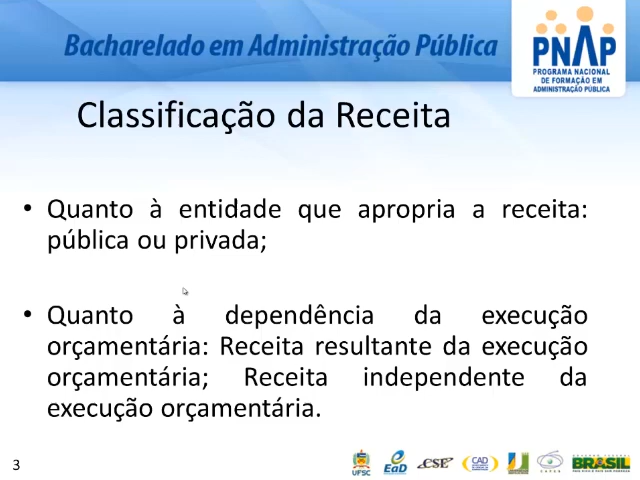 Bacharelado em Administração Pública
PNAP
PROGRAMA NACIONAL
DE FORMAÇÃO EM
ADMINISTRAÇÃO PÚBLICA
Classificação da Receita
• Quanto à entidade que apropria a receita:
pública ou privada;
• Quanto à dependência da execução
orçamentária: Receita resultante da execução
orçamentária; Receita independente da
execução orçamentária.
3
UFSC
EaD
CSE
CAD
CAPES
BRASIL